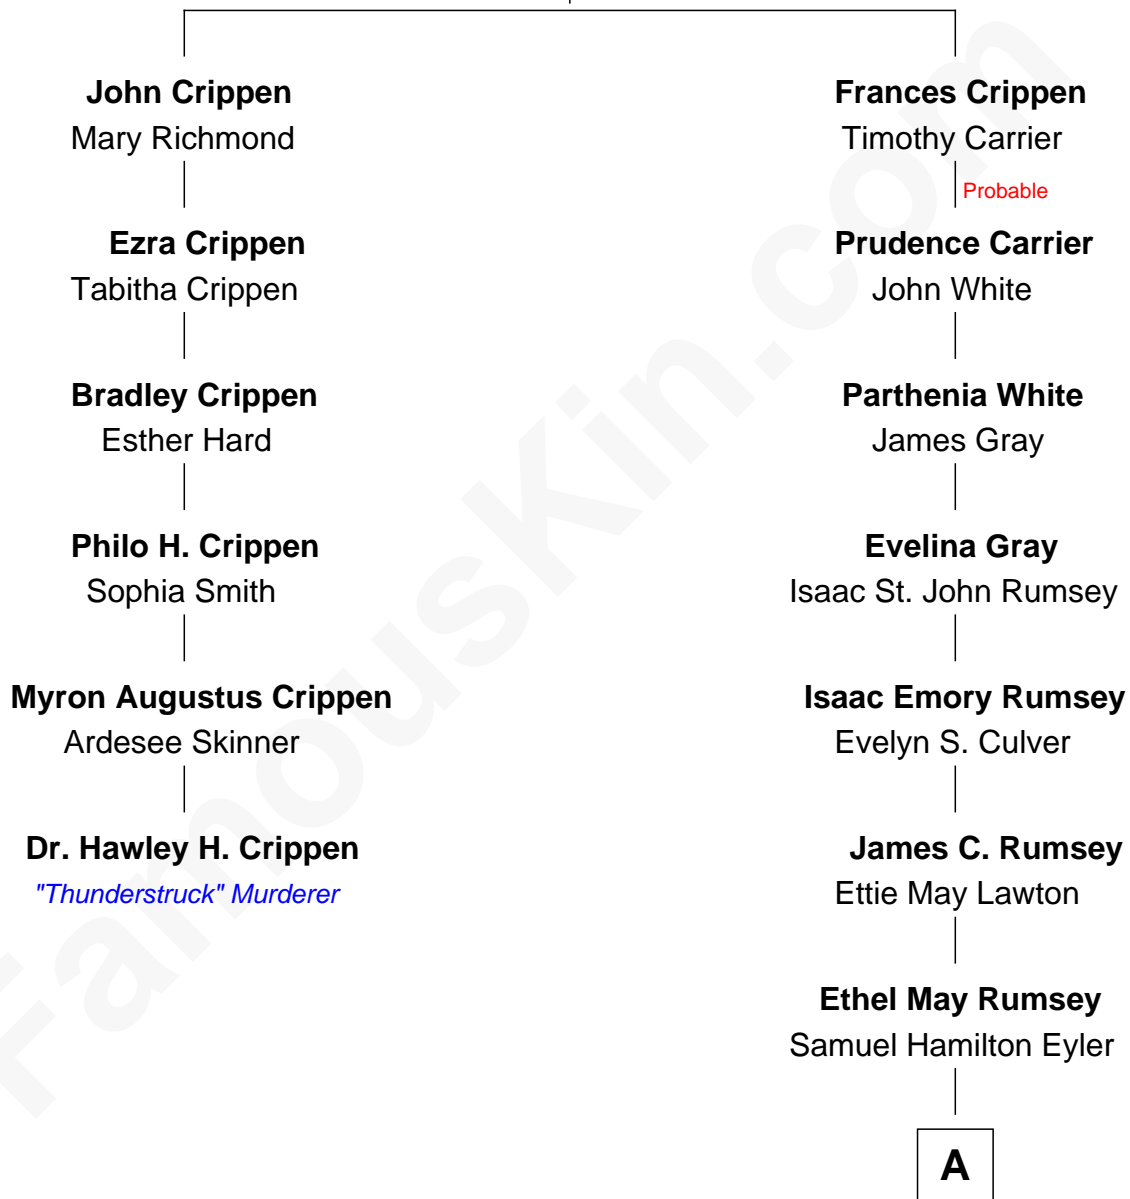 John Crippen
Mary Richmond
Ezra Crippen
Tabitha Crippen
Bradley Crippen
Esther Hard
Philo H. Crippen
Sophia Smith
Myron Augustus Crippen
Ardesee Skinner
Dr. Hawley H. Crippen
"Thunderstruck" Murderer
Frances Crippen
Timothy Carrier
Probable
Prudence Carrier
John White
Parthenia White
James Gray
Evelina Gray
Isaac St. John Rumsey
Isaac Emory Rumsey
Evelyn S. Culver
James C. Rumsey
Ettie May Lawton
Ethel May Rumsey
Samuel Hamilton Eyler
A
FamousKin.com